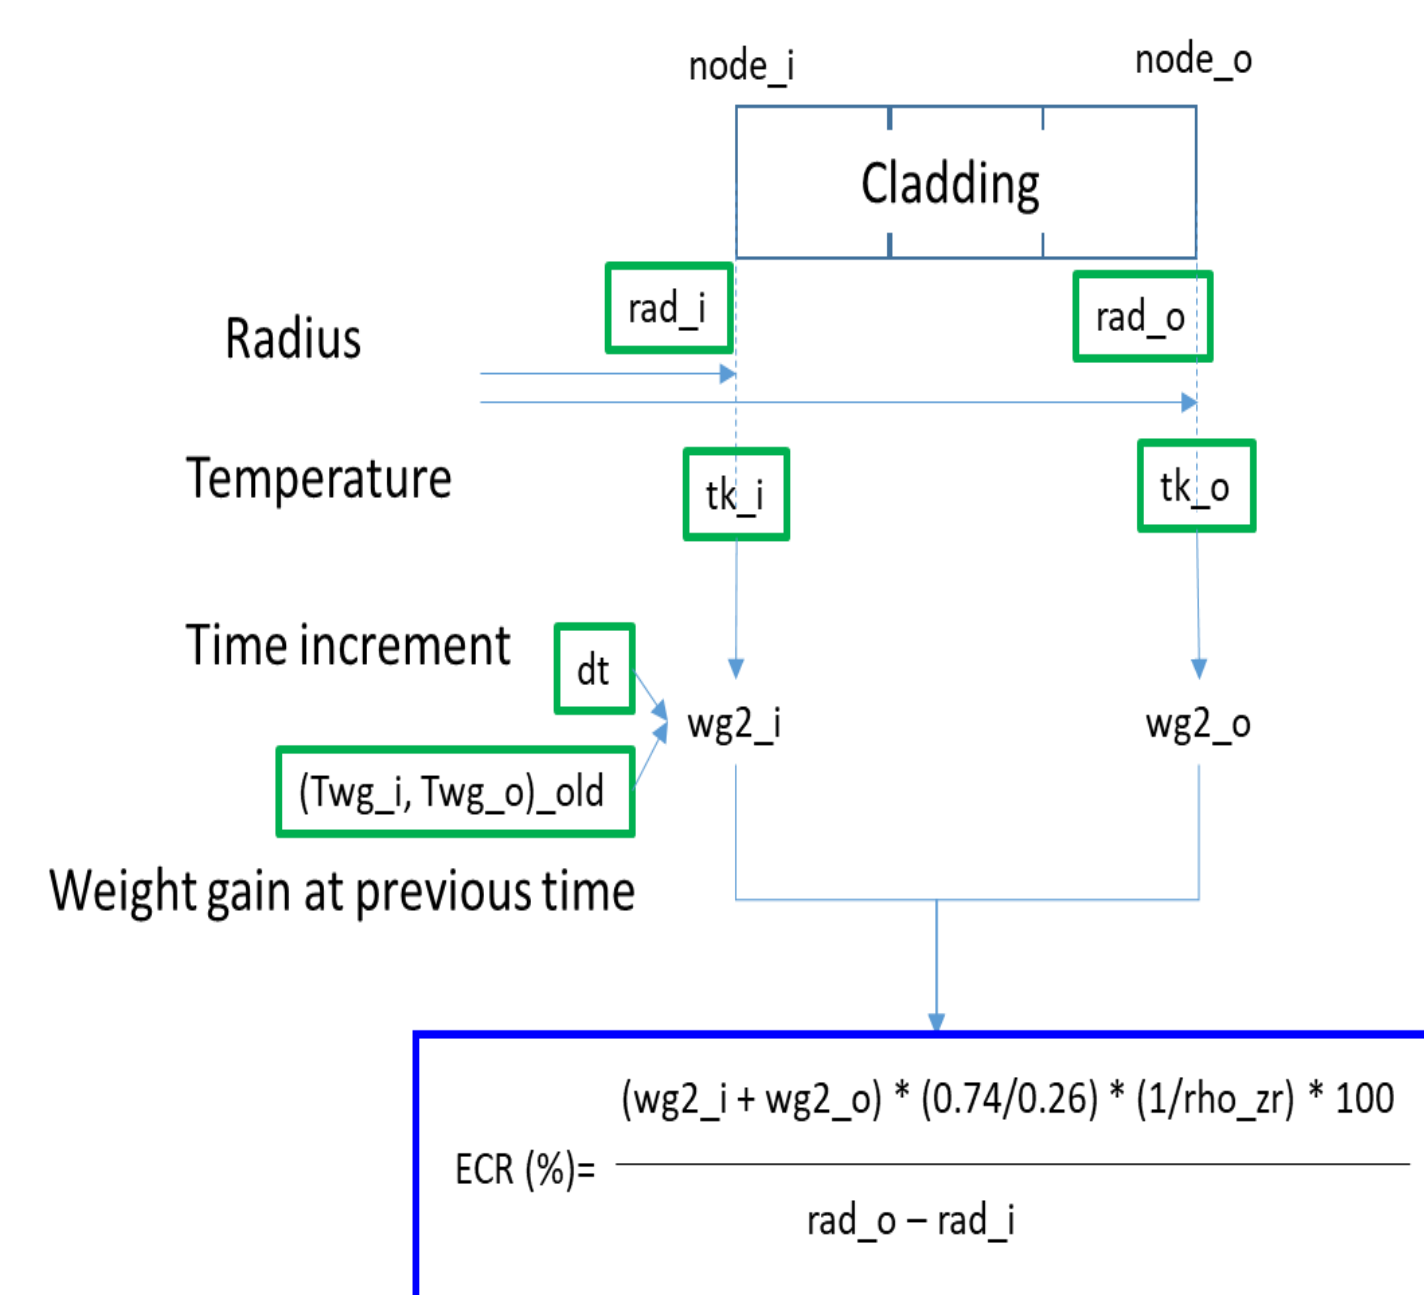 node_i
node_o
Cladding
rad_i
rad_o
Radius
Temperature
tk_i
tk_o
Time increment
dt
wg2_i
wg2_o
(Twg_i, Twg_o)_old
Weight gain at previous time
(wg2_i + wg2_o) * (0.74/0.26) * (1/rho_zr) * 100
ECR (%)=
rad_o – rad_i